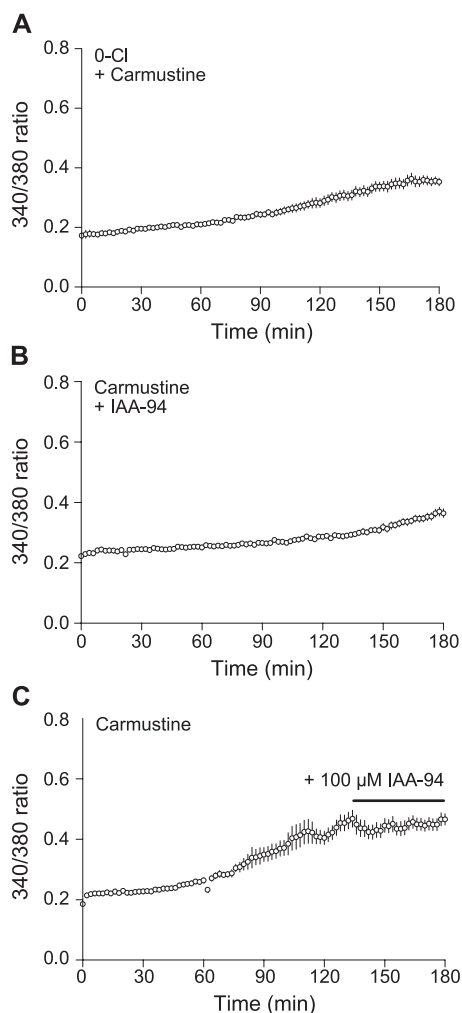 A
0-Cl
+ Carmustine
340/380 ratio
0.8
0.6
0.4
0.2
0.0
0 30 60 90 120 150 180
Time (min)
B
Carmustine
+ IAA-94
340/380 ratio
0.8
0.6
0.4
0.2
0.0
0 30 60 90 120 150 180
Time (min)
C
Carmustine
+ 100 µM IAA-94
340/380 ratio
0.8
0.6
0.4
0.2
0.0
0 30 60 90 120 150 180
Time (min)